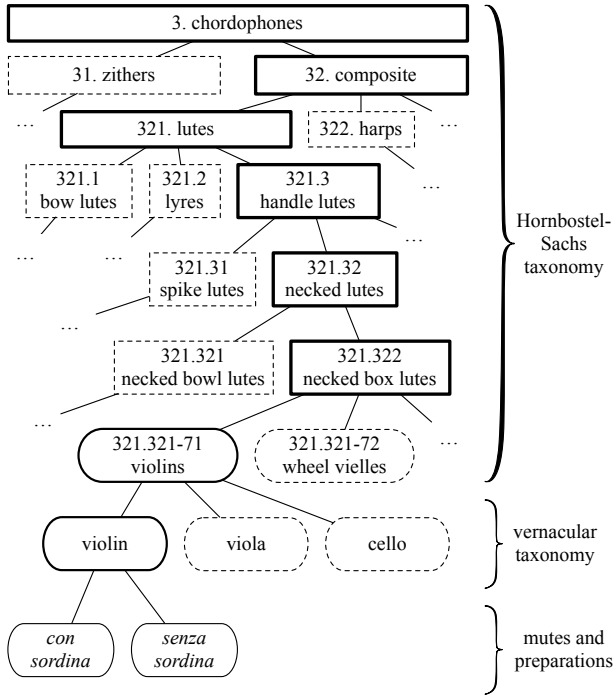 3. chordophones
31. zithers
32. composite
...
321. lutes
322. harps
...
321.1
bow lutes
321.2
lyres
321.3
handle lutes
...
Hornbostel-
Sachs
taxonomy
...
...
...
321.31
spike lutes
321.32
necked lutes
...
321.321
necked bowl lutes
321.322
necked box lutes
...
...
321.321-71
violins
321.321-72
wheel vielles
violin
viola
cello
vernacular
taxonomy
con
sordina
senza
sordina
mutes and
preparations